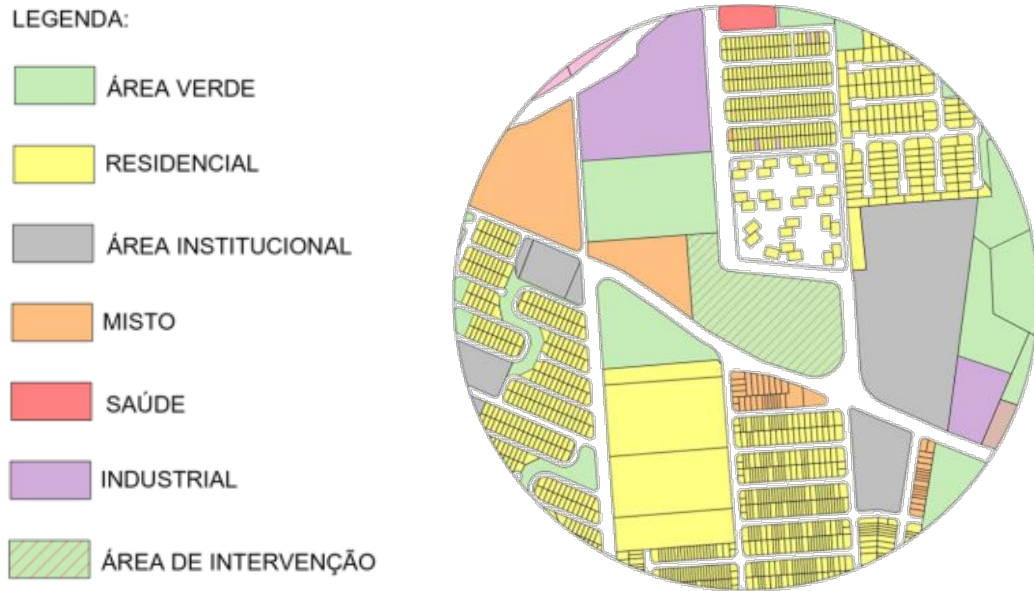 LEGENDA:
ÁREA VERDE
RESIDENCIAL
ÁREA INSTITUCIONAL
MISTO
SAÚDE
INDUSTRIAL
ÁREA DE INTERVENÇÃO